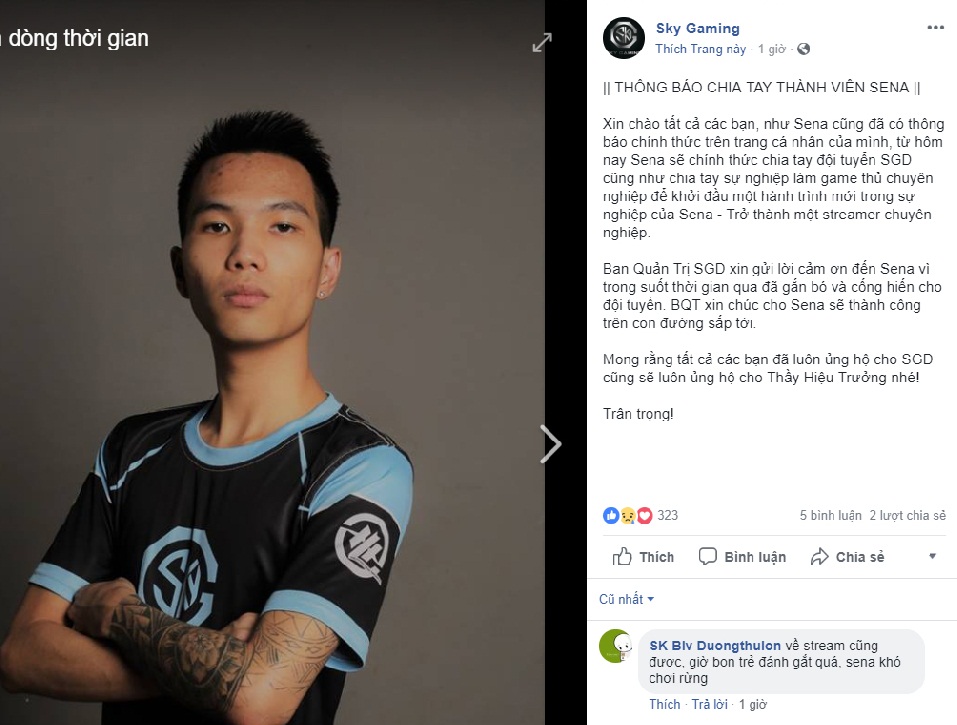 dòng thời gian
Sky Gaming
Thích Trang này · 1 giờ ·
|| THÔNG BÁO CHIA TAY THÀNH VIÊN SENA ||
Xin chào tất cả các bạn, như Sena cũng đã có thông
báo chính thức trên trang cá nhân của mình, từ hôm
nay Sena sẽ chính thức chia tay đội tuyển SGD
cũng như chia tay sự nghiệp làm game thủ chuyên
nghiệp để khởi đầu một hành trình mới trong sự
nghiệp của Sena - Trở thành một streamer chuyên
nghiệp.
Ban Quản Trị SGD xin gửi lời cảm ơn đến Sena vì
trong suốt thời gian qua đã gắn bó và cống hiến cho
đội tuyển. BQT xin chúc cho Sena sẽ thành công
trên con đường sắp tới.
Mong rằng tất cả các bạn đã luôn ủng hộ cho SGD
cũng sẽ luôn ủng hộ cho Thầy Hiệu Trưởng nhé!
Trân trọng!
323
5 bình luận 2 lượt chia sẻ
Thích Bình luận Chia sẻ
Cũ nhất
SK Blv Duongthulon về stream cũng
được, giờ bon trẻ đánh gắt quá, sena khó
chơi rừng
Thích · Trả lời · 1 giờ